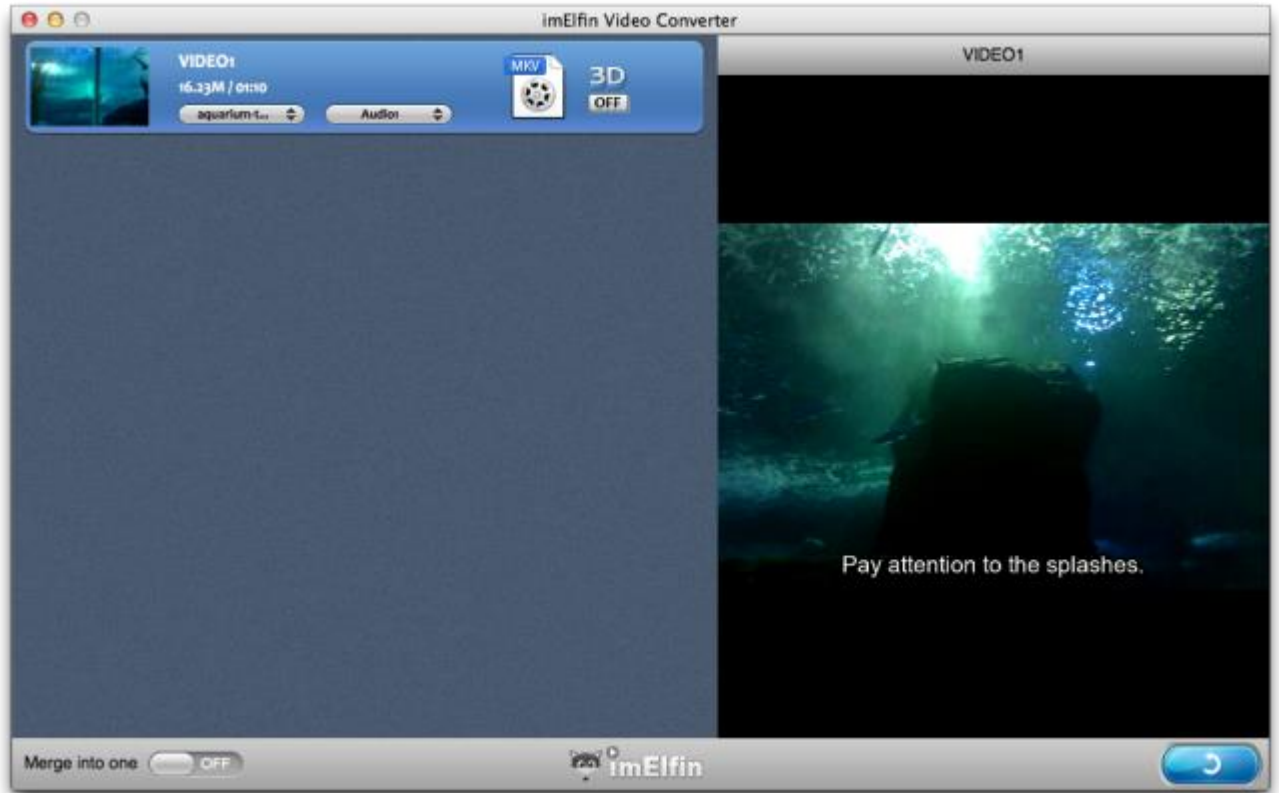 imElfin Video Converter
VIDEO1
16.23M / 01:10
aquarium-t... Audio1
MKV
3D
OFF
VIDEO1
Pay attention to the splashes.
Merge into one OFF
imElfin